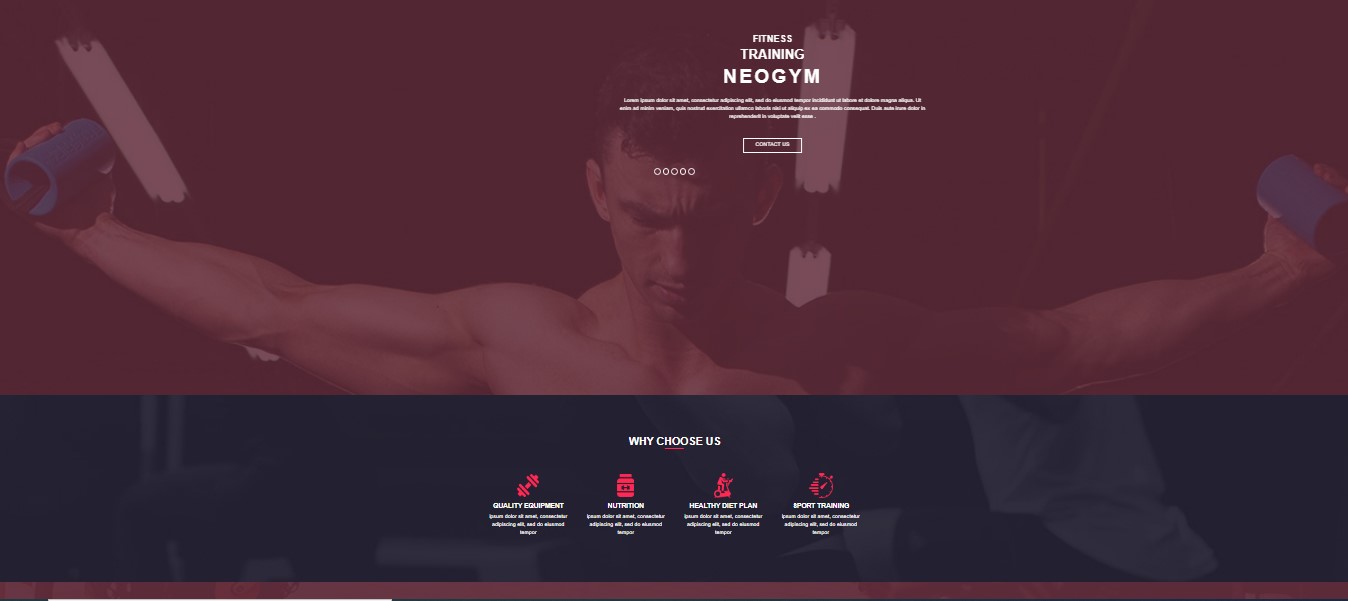 FITNESS
TRAINING
NEOGYM
Lorem ipsum dolor sit amet, consectetur adipiscing elit, sed do eiusmod tempor incididunt ut labore et dolore magna aliqua. Ut
enim ad minim veniam, quis nostrud exercitation ullamco laboris nisi ut aliquip ex ea commodo consequat. Duis aute irure dolor in
reprehenderit in voluptate velit esse .
CONTACT US
WHY CHOOSE US
QUALITY EQUIPMENT
ipsum dolor sit amet, consectetur
adipiscing elit, sed do eiusmod
tempor
NUTRITION
ipsum dolor sit amet, consectetur
adipiscing elit, sed do eiusmod
tempor
HEALTHY DIET PLAN
ipsum dolor sit amet, consectetur
adipiscing elit, sed do eiusmod
tempor
SPORT TRAINING
ipsum dolor sit amet, consectetur
adipiscing elit, sed do eiusmod
tempor